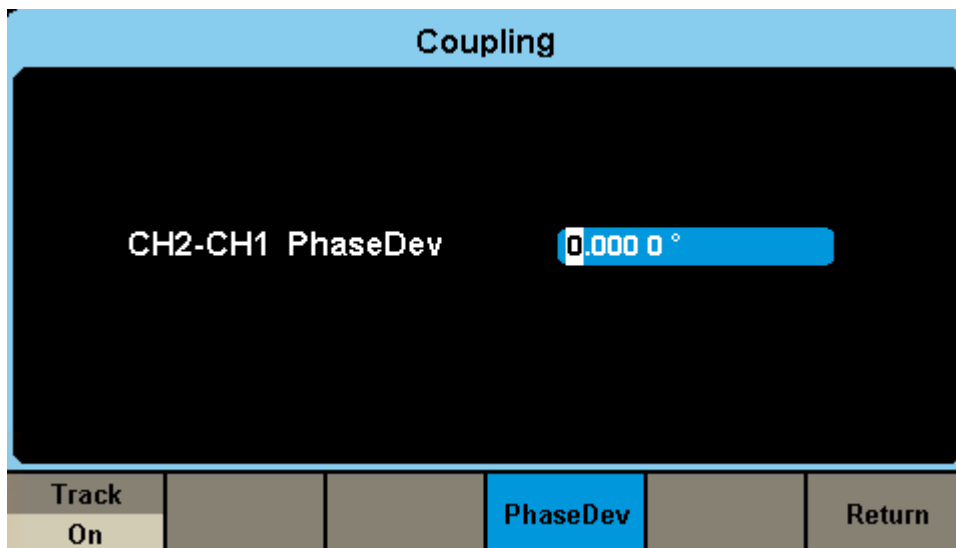 Coupling
CH2-CH1 PhaseDev 0.000 0 °
Track
On
PhaseDev
Return